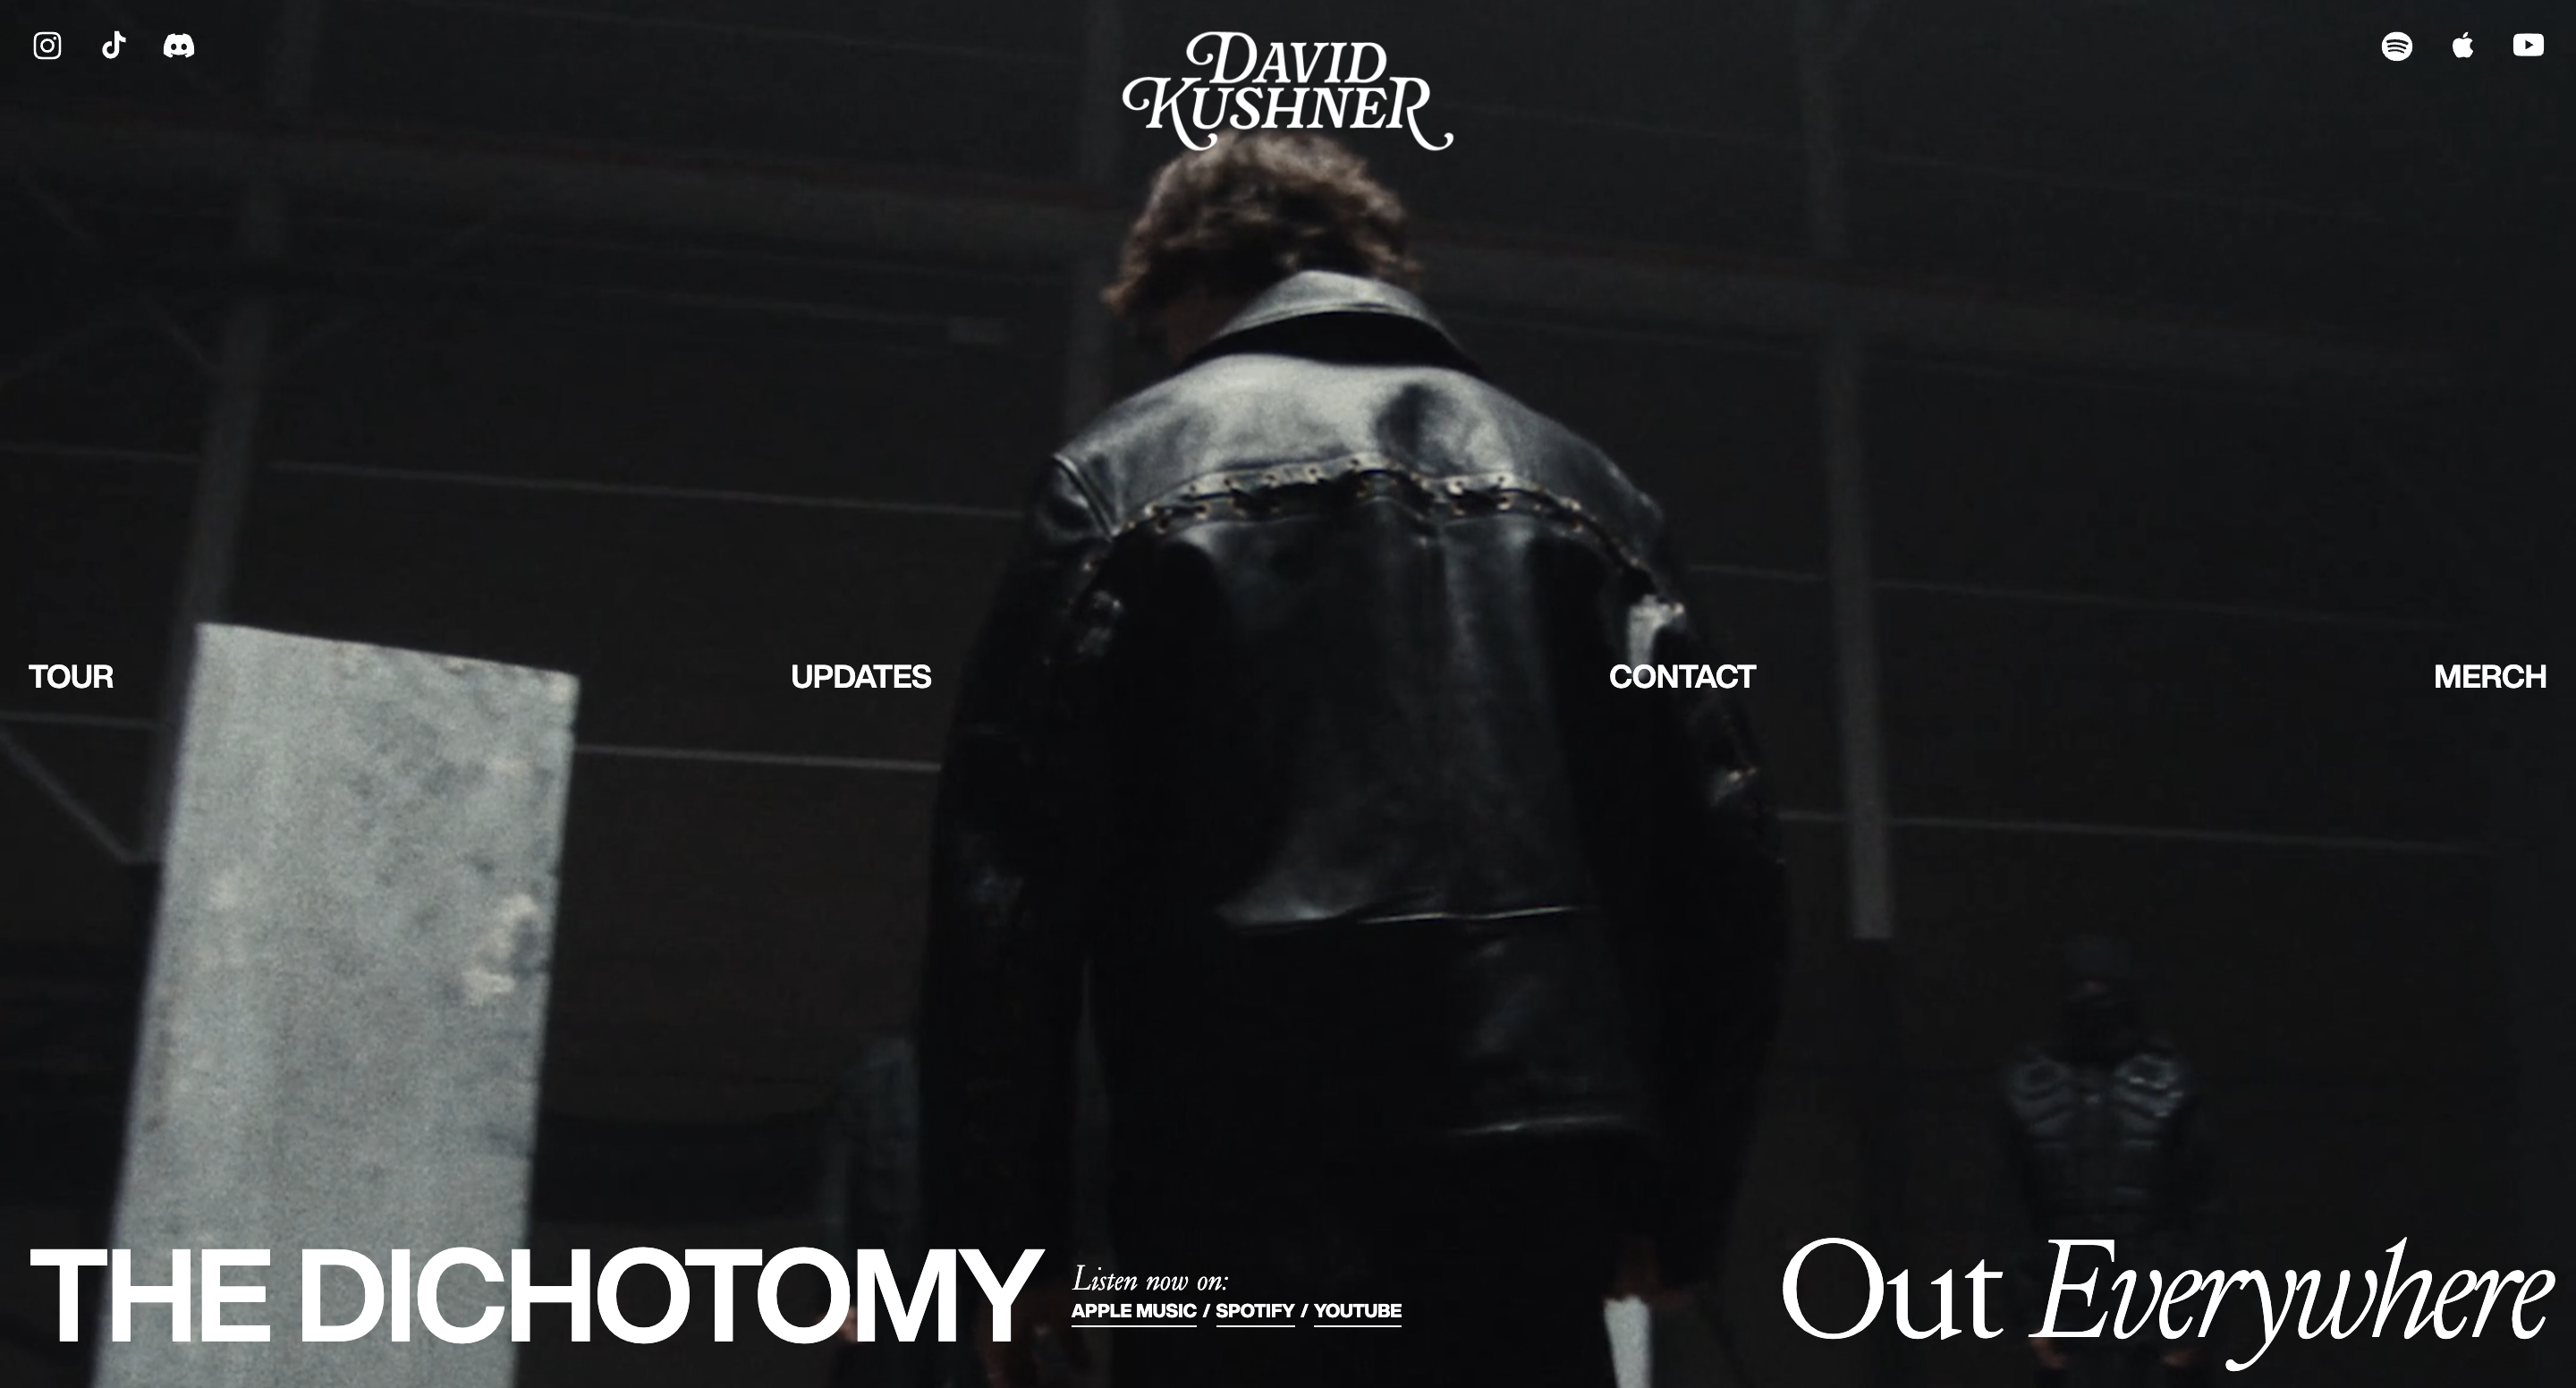 DAVID
KUSHNER
TOUR
UPDATES
CONTACT
MERCH
THE DICHOTOMY
Listen now on:
APPLE MUSIC / SPOTIFY / YOUTUBE
Out Everywhere